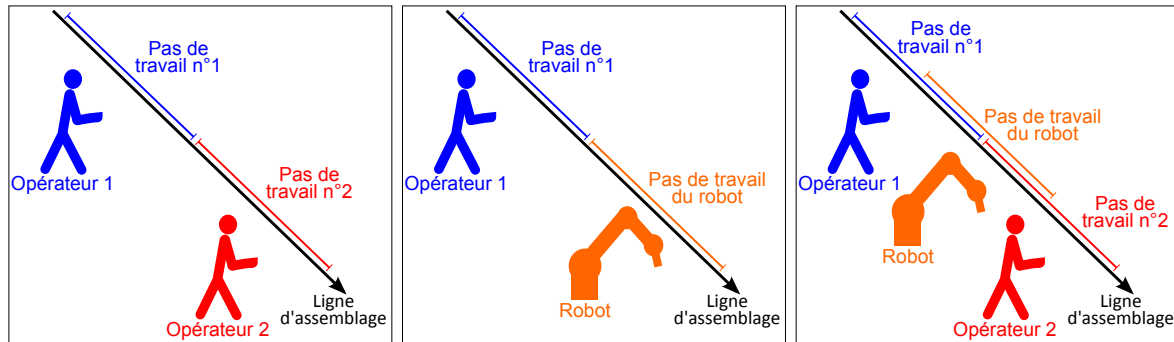 Pas de
travail n°1
Opérateur 1
Pas de
travail n°2
Opérateur 2
Ligne
d'assemblage
Pas de
travail n°1
Opérateur 1
Pas de travail
du robot
Robot
Ligne
d'assemblage
Pas de
travail n°1
Opérateur 1
Pas de travail
du robot
Robot
Pas de
travail n°2
Opérateur 2
Ligne
d'assemblage